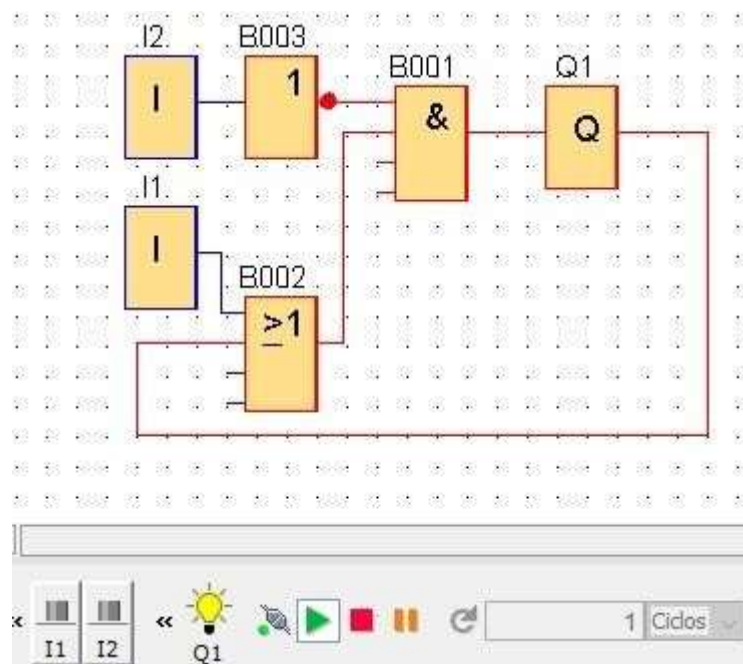 I2 B003
I 1
B001 Q1
& Q
I1
I
B002
≥1
« I1 I2 « Q1 1 Ciclos